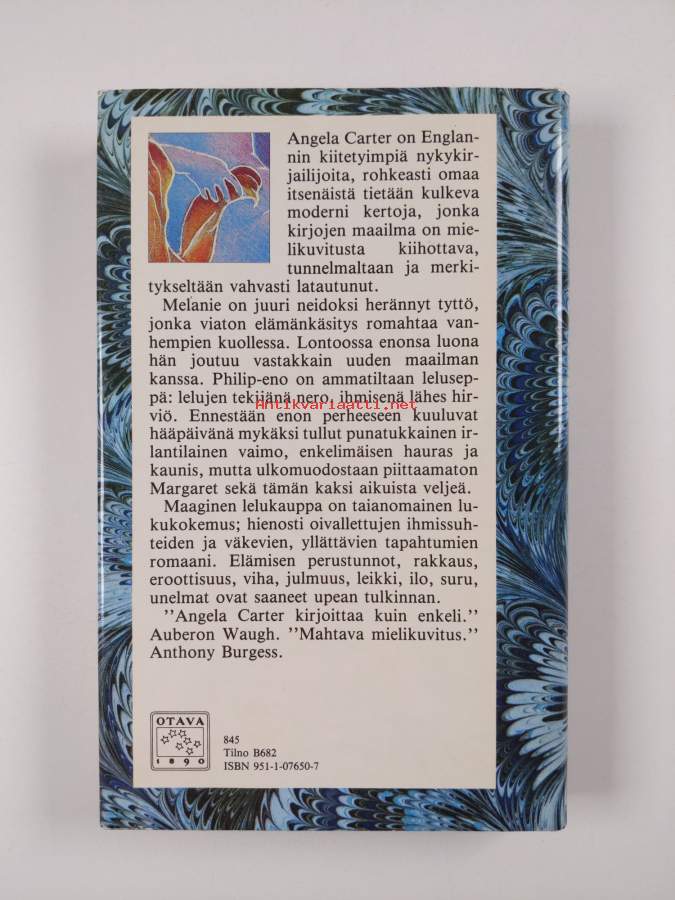 Angela Carter on Englan-
nin kiitetyimpiä nykykir-
jailijoita, rohkeasti omaa
itsenäistä tietään kulkeva
moderni kertoja, jonka
kirjojen maailma on mie-
likuvitusta kiihottava,
tunnelmaltaan ja merki-
tykseltään vahvasti latautunut.
Melanie on juuri neidoksi herännyt tyttö,
jonka viaton elämänkäsitys romahtaa van-
hempien kuollessa. Lontoossa enonsa luona
hän joutuu vastakkain uuden maailman
kanssa. Philip-eno on ammatiltaan lelusep-
pä: lelujen tekijänä nero, ihmisenä lähes hir-
Antikvariaatti.net
viö. Ennestään enon perheeseen kuuluvat
hääpäivänä mykäksi tullut punatukkainen ir-
lantilainen vaimo, enkelimäisen hauras ja
kaunis, mutta ulkomuodostaan piittaamaton
Margaret sekä tämän kaksi aikuista veljeä.
Maaginen lelukauppa on taianomainen lu-
kukokemus; hienosti oivallettujen ihmissuh-
teiden ja väkevien, yllättävien tapahtumien
romaani. Elämisen perustunnot, rakkaus,
eroottisuus, viha, julmuus, leikki, ilo, suru,
unelmat ovat saaneet upean tulkinnan.
''Angela Carter kirjoittaa kuin enkeli.''
Auberon Waugh. ''Mahtava mielikuvitus.''
Anthony Burgess.
OTAVA
1890
845
Tilno B682
ISBN 951-1-07650-7